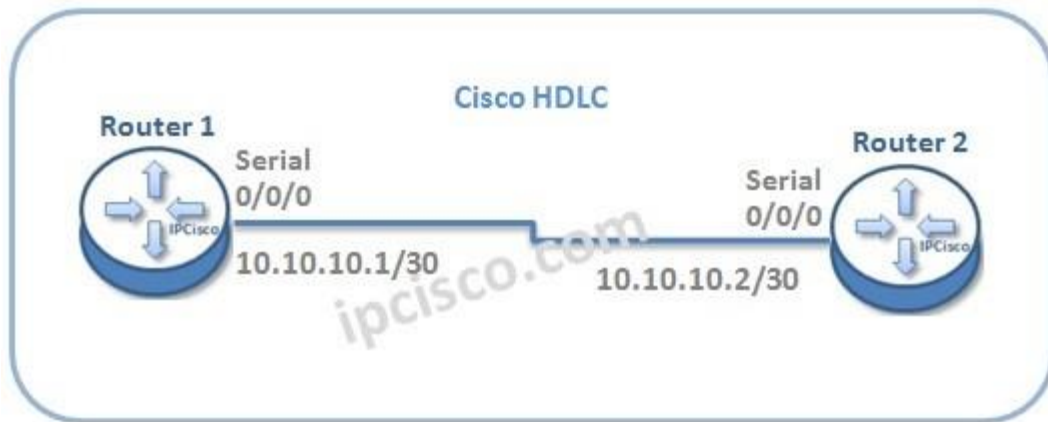 Cisco HDLC
Router 1
Router 2
Serial
0/0/0
Serial
0/0/0
IPCisco
IPCisco
10.10.10.1/30
10.10.10.2/30
ipcisco.com